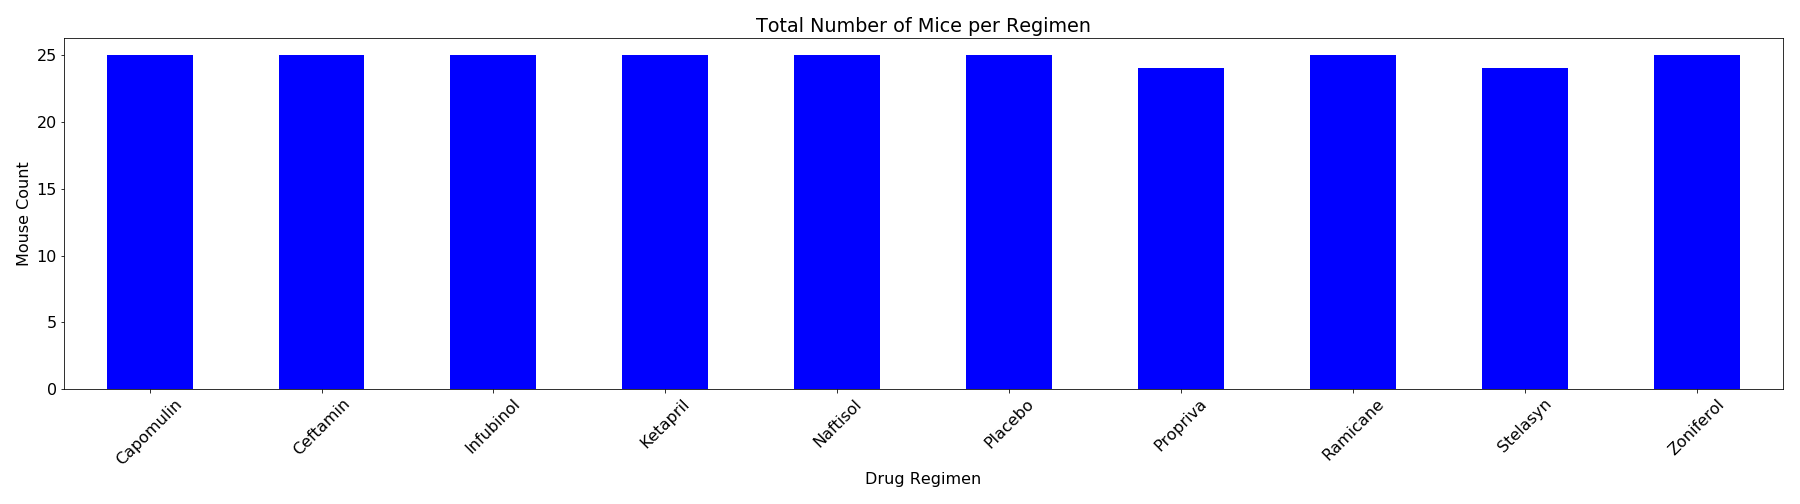 Total Number of Mice per Regimen
25
20
15
10
5
0
Mouse Count
Capomulin
Ceftamin
Infubinol
Ketapril
Naftisol
Placebo
Propriva
Ramicane
Stelasyn
Zoniferol
Drug Regimen